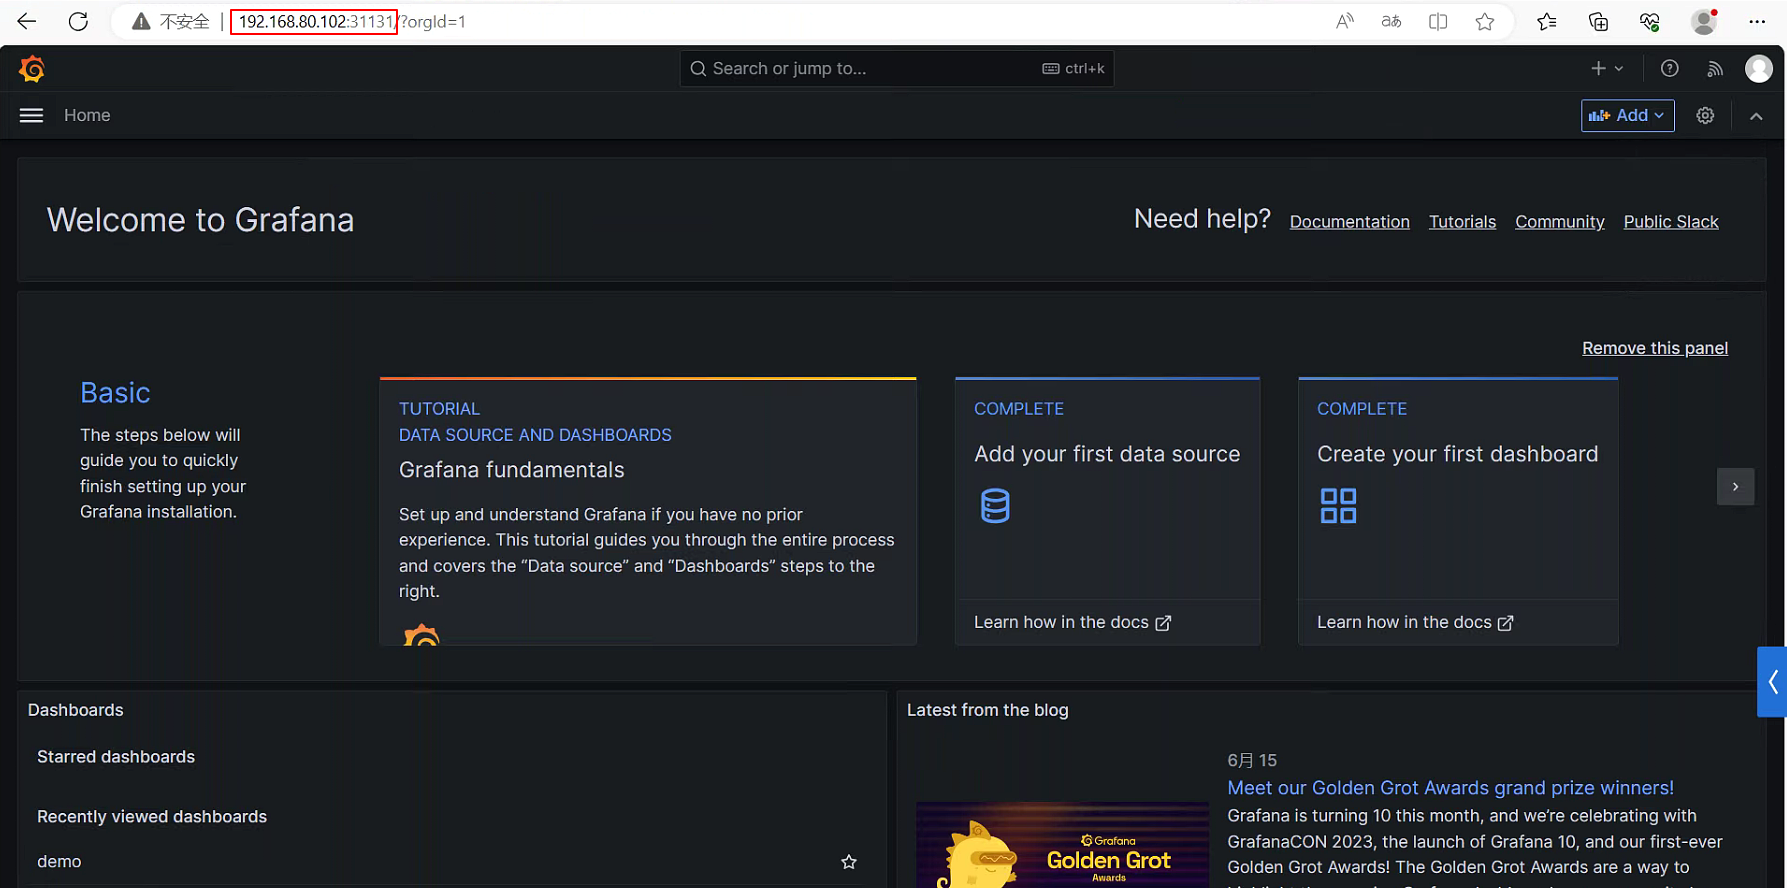 不安全 | 192.168.80.102:31131/?orgId=1
Search or jump to... ctrl+k
Home
Add
Welcome to Grafana
Need help? Documentation Tutorials Community Public Slack
Remove this panel
Basic
The steps below will
guide you to quickly
finish setting up your
Grafana installation.
TUTORIAL
DATA SOURCE AND DASHBOARDS
Grafana fundamentals
Set up and understand Grafana if you have no prior
experience. This tutorial guides you through the entire process
and covers the “Data source” and “Dashboards” steps to the
right.
COMPLETE
Add your first data source
Learn how in the docs
COMPLETE
Create your first dashboard
Learn how in the docs
Dashboards
Starred dashboards
Recently viewed dashboards
demo
Latest from the blog
6月 15
Meet our Golden Grot Awards grand prize winners!
Grafana is turning 10 this month, and we’re celebrating with
GrafanaCON 2023, the launch of Grafana 10, and our first-ever
Golden Grot Awards! The Golden Grot Awards are a way to
Grafana
Golden Grot
Awards